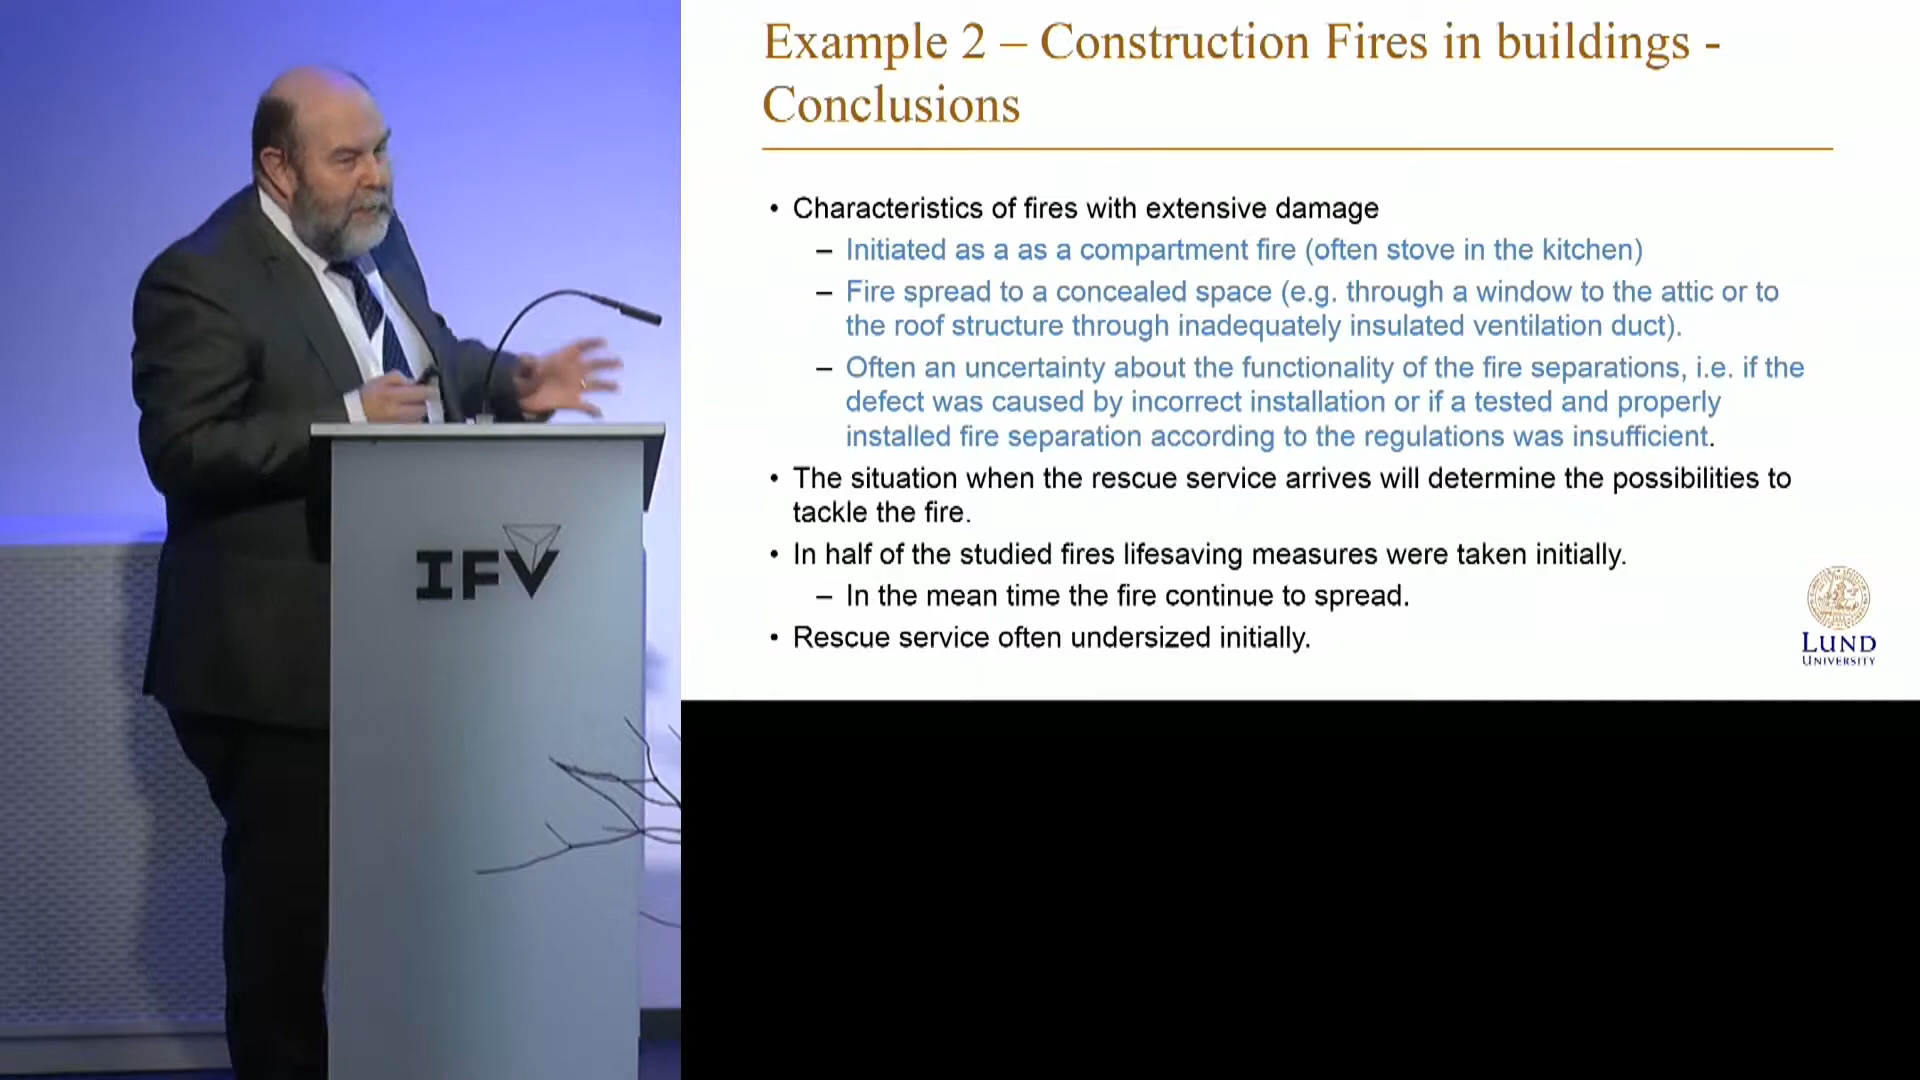 Example 2 – Construction Fires in buildings -
Conclusions
• Characteristics of fires with extensive damage
– Initiated as a as a compartment fire (often stove in the kitchen)
– Fire spread to a concealed space (e.g. through a window to the attic or to
the roof structure through inadequately insulated ventilation duct).
– Often an uncertainty about the functionality of the fire separations, i.e. if the
defect was caused by incorrect installation or if a tested and properly
installed fire separation according to the regulations was insufficient.
• The situation when the rescue service arrives will determine the possibilities to
tackle the fire.
• In half of the studied fires lifesaving measures were taken initially.
– In the mean time the fire continue to spread.
• Rescue service often undersized initially.
LUND
UNIVERSITY
IFV